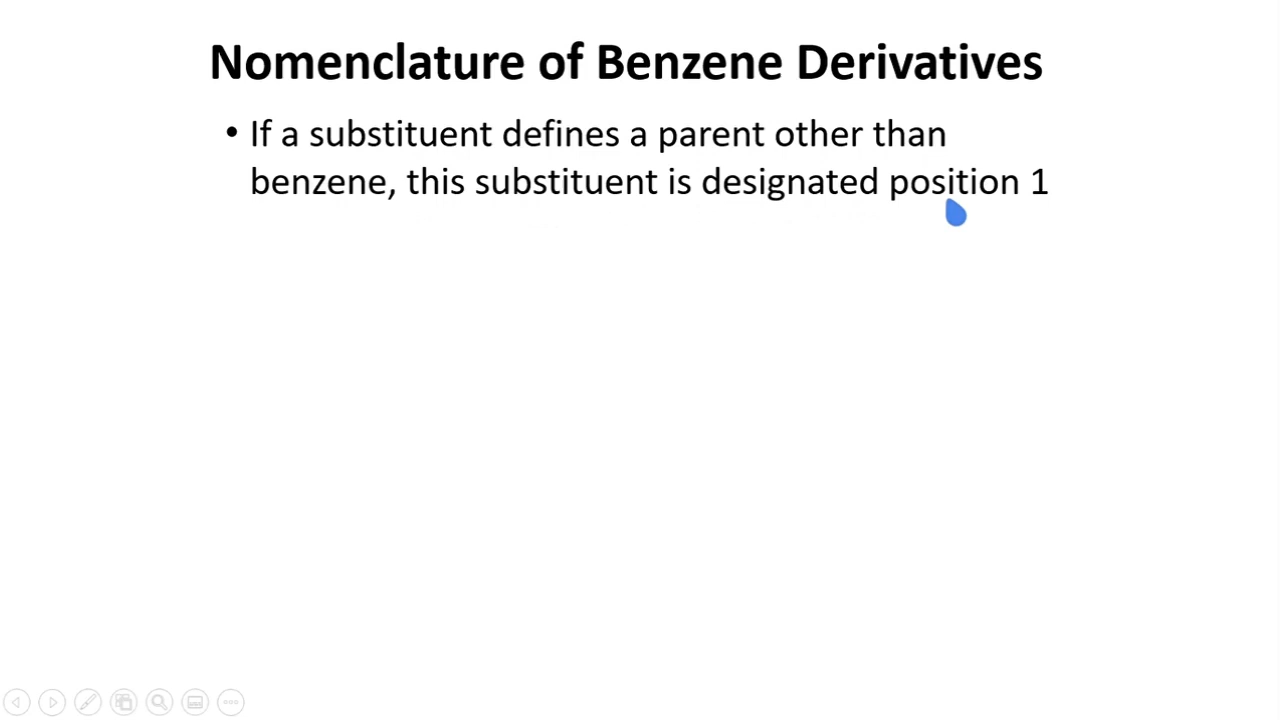 Nomenclature of Benzene Derivatives
• If a substituent defines a parent other than
benzene, this substituent is designated position 1